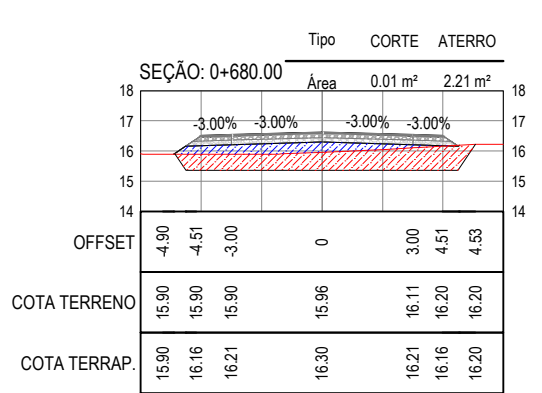 Tipo CORTE ATERRO
SEÇÃO: 0+680.00
Área 0.01 m² 2.21 m²
18 18
17 -3.00% -3.00% -3.00% -3.00% 17
16 16
15 15
14 14
OFFSET -4.90 -4.51 -3.00 0 3.00 4.51 4.53
COTA TERRENO 15.90 15.90 15.90 15.96 16.11 16.20 16.20
COTA TERRAP. 15.90 16.16 16.21 16.30 16.21 16.16 16.20